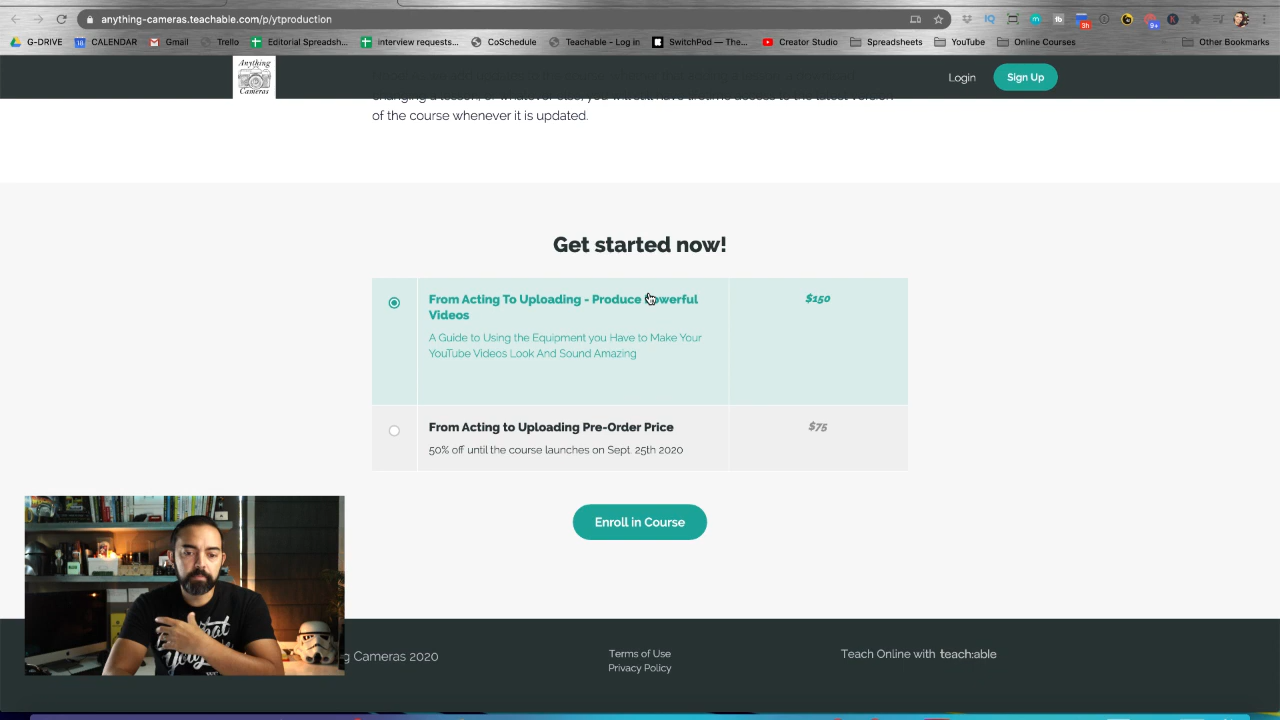 anything-cameras.teachable.com/p/ytproduction
G-DRIVE CALENDAR Gmail Trello Editorial Spreadsh... interview requests... CoSchedule Teachable - Log in SwitchPod — The... Creator Studio Spreadsheets YouTube Online Courses Other Bookmarks
Anything
Cameras
Login
Sign Up
of the course whenever it is updated.
Get started now!
From Acting To Uploading - Produce Powerful
Videos
$150
A Guide to Using the Equipment you Have to Make Your
YouTube Videos Look And Sound Amazing
From Acting to Uploading Pre-Order Price
$75
50% off until the course launches on Sept. 25th 2020
Enroll in Course
g Cameras 2020
Terms of Use
Privacy Policy
Teach Online with teach:able